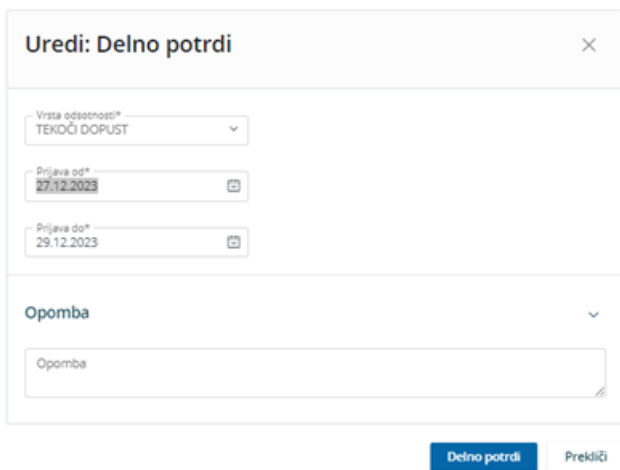 Uredi: Delno potrdi
Vrsta odsotnosti*
TEKOČI DOPUST
Prijava od*
27.12.2023
Prijava do*
29.12.2023
Opomba
Opomba
Delno potrdi Prekliči